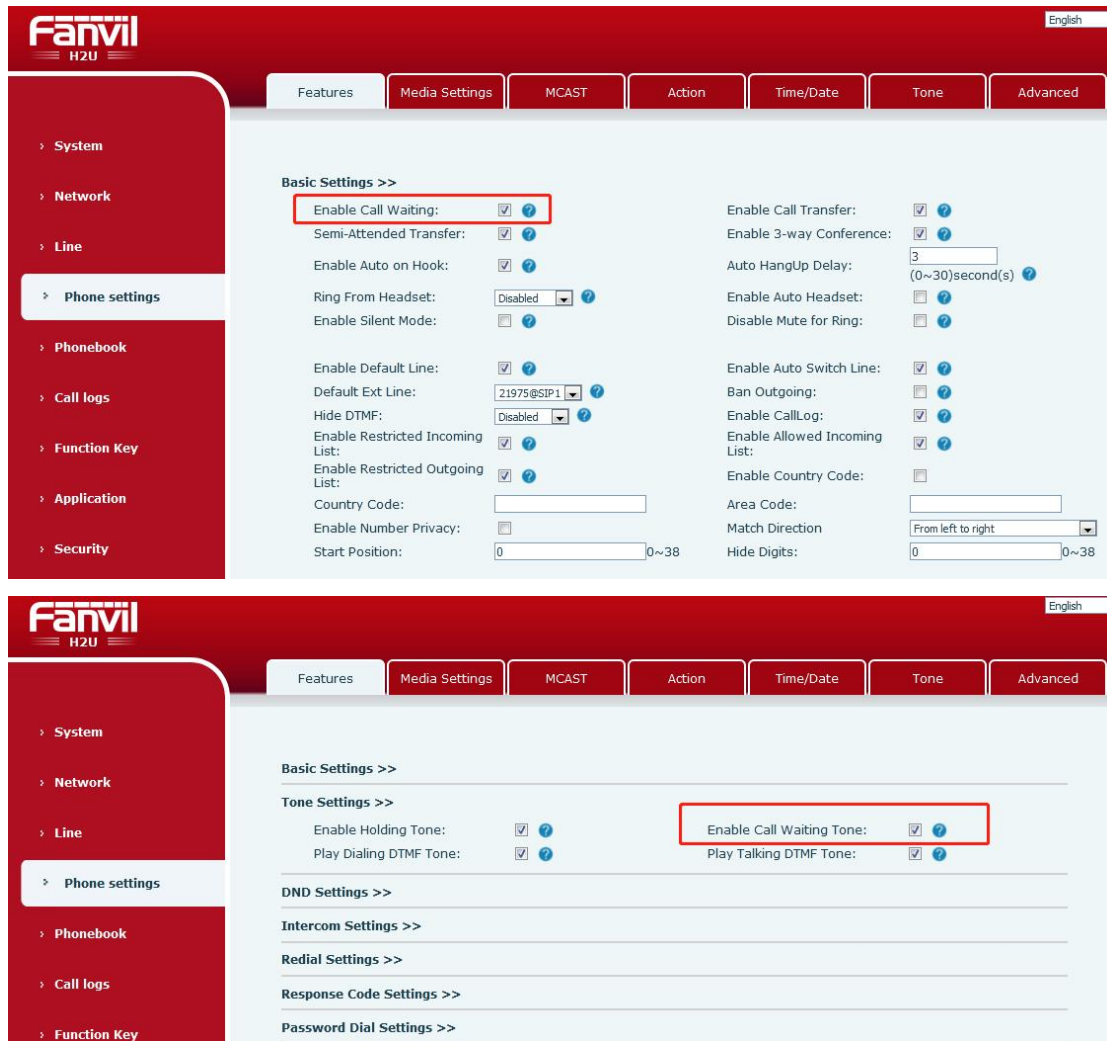 Fanvil
H2U
English
Features Media Settings MCAST Action Time/Date Tone Advanced
› System
› Network
› Line
› Phone settings
› Phonebook
› Call logs
› Function Key
› Application
› Security
Basic Settings >>
Enable Call Waiting: Enable Call Transfer:
Semi-Attended Transfer: Enable 3-way Conference:
Enable Auto on Hook: Auto HangUp Delay: 3
(0~30)second(s)
Ring From Headset: Disabled Enable Auto Headset:
Enable Silent Mode: Disable Mute for Ring:
Enable Default Line: Enable Auto Switch Line:
Default Ext Line: 21975@SIP1 Ban Outgoing:
Hide DTMF: Disabled Enable CallLog:
Enable Restricted Incoming List: Enable Allowed Incoming List:
Enable Restricted Outgoing List: Enable Country Code:
Country Code: Area Code:
Enable Number Privacy: Match Direction From left to right
Start Position: 0 0~38 Hide Digits: 0 0~38
Fanvil
H2U
English
Features Media Settings MCAST Action Time/Date Tone Advanced
› System
› Network
› Line
› Phone settings
› Phonebook
› Call logs
› Function Key
Basic Settings >>
Tone Settings >>
Enable Holding Tone: Enable Call Waiting Tone:
Play Dialing DTMF Tone: Play Talking DTMF Tone:
DND Settings >>
Intercom Settings >>
Redial Settings >>
Response Code Settings >>
Password Dial Settings >>